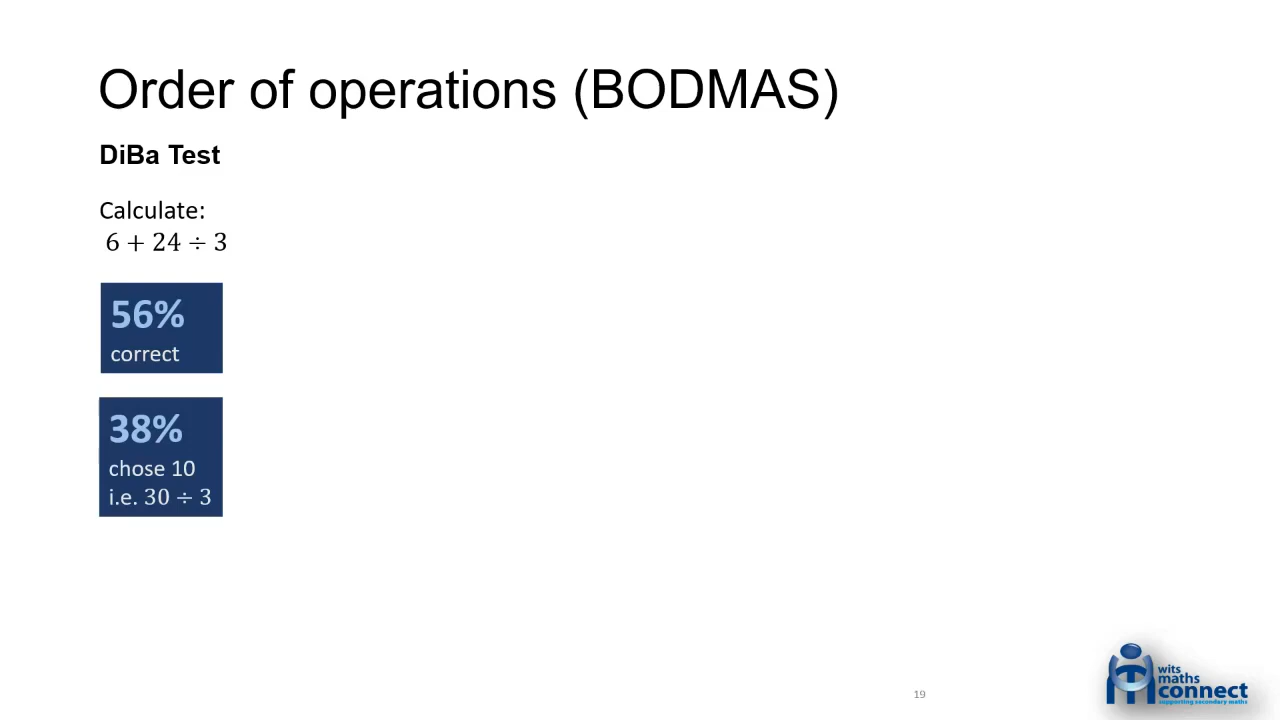 Order of operations (BODMAS)
DiBa Test
Calculate:
6 + 24 ÷ 3
56%
correct
38%
chose 10
i.e. 30 ÷ 3
19
wits
maths
connect
supporting secondary maths